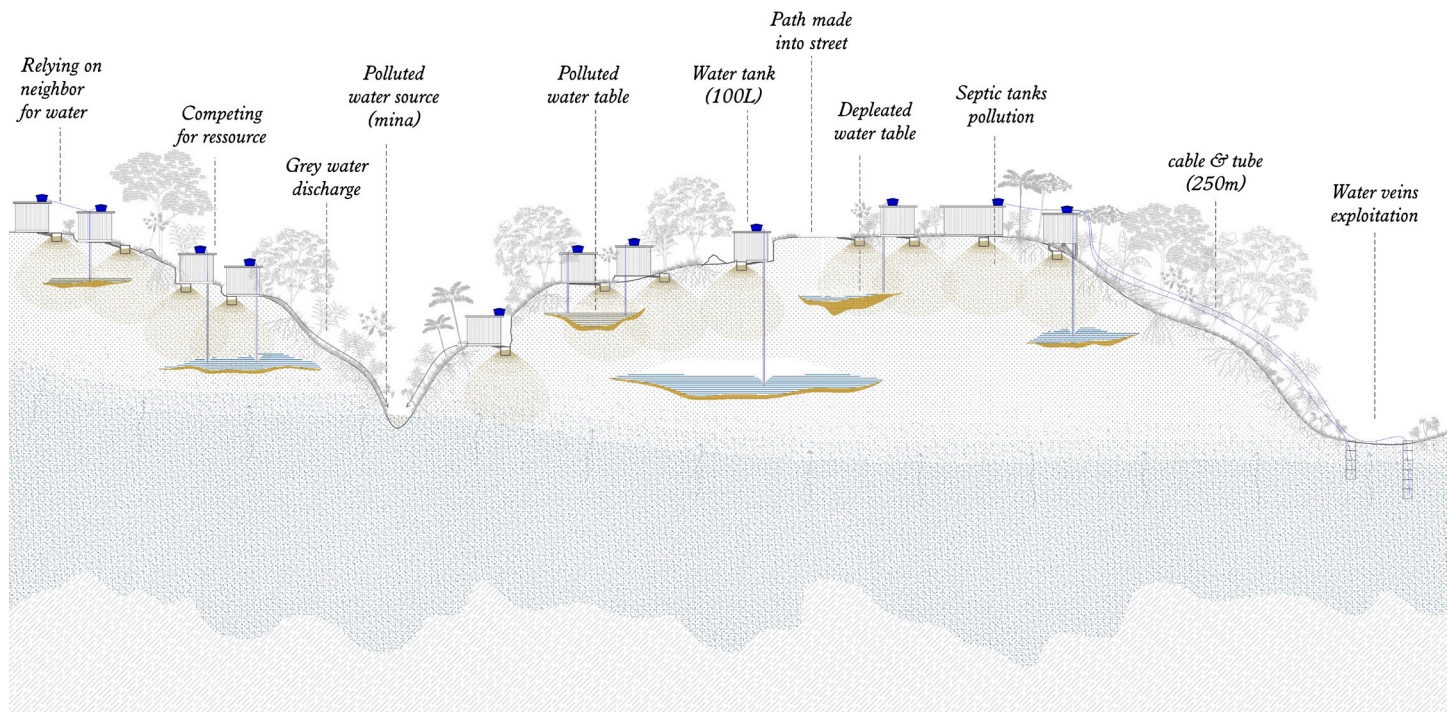 Relying on
neighbor
for water
Competing
for ressource
Grey water
discharge
Polluted
water source
(mina)
Polluted
water table
Water tank
(100L)
Path made
into street
Depleated
water table
Septic tanks
pollution
cable & tube
(250m)
Water veins
exploitation